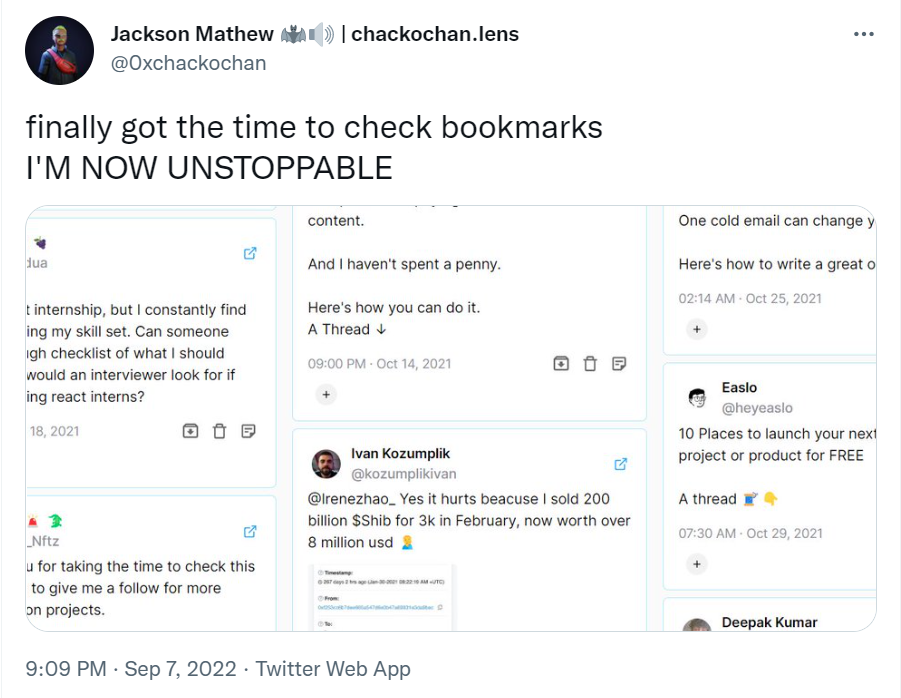 Jackson Mathew 🦇🔊 | chackochan.lens
@0xchackochan
finally got the time to check bookmarks
I'M NOW UNSTOPPABLE
🍇
dua
t internship, but I constantly find
ing my skill set. Can someone
ugh checklist of what I should
would an interviewer look for if
ing react interns?
18, 2021
🚨
_Nftz
u for taking the time to check this
to give me a follow for more
on projects.
content.
And I haven't spent a penny.
Here's how you can do it.
A Thread ↓
09:00 PM · Oct 14, 2021
+
Ivan Kozumplik
@kozumplikivan
@Irenezhao_ Yes it hurts beacuse I sold 200
billion $Shib for 3k in February, now worth over
8 million usd 🤦‍♂️
Timestamp:
From:
To:
One cold email can change y
Here's how to write a great o
02:14 AM · Oct 25, 2021
+
Easlo
@heyeaslo
10 Places to launch your next
project or product for FREE
A thread 🧵 👇
07:30 AM · Oct 29, 2021
+
Deepak Kumar
9:09 PM · Sep 7, 2022 · Twitter Web App